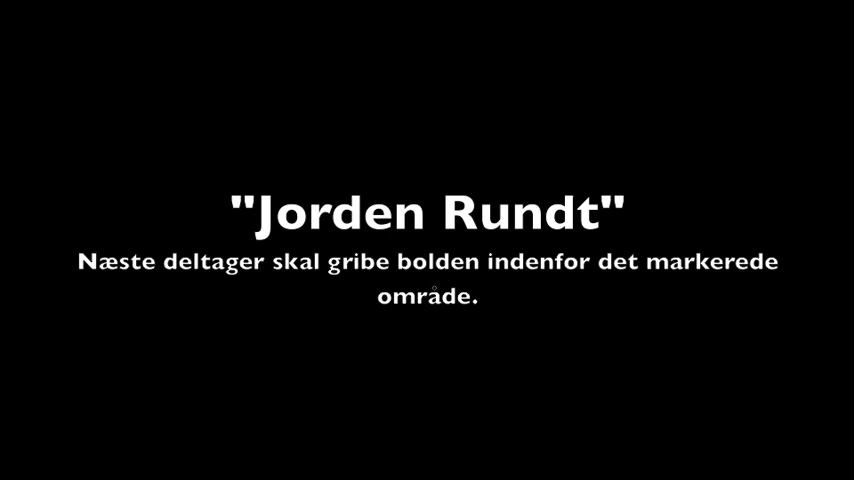 "Jorden Rundt"
Næste deltager skal gribe bolden indenfor det markerede
område.